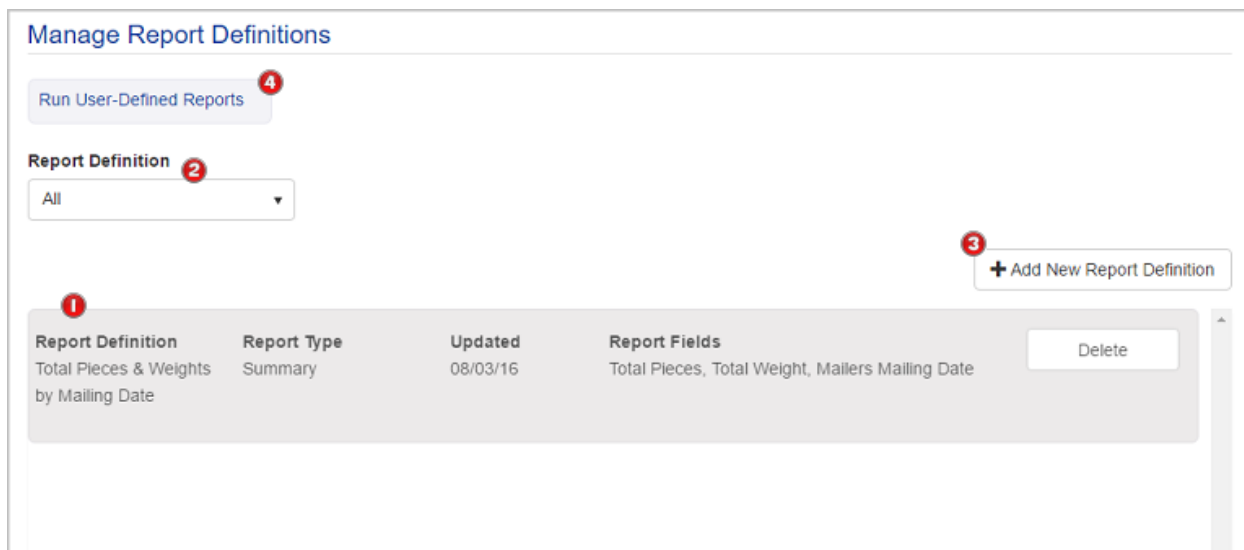 Manage Report Definitions
4
Run User-Defined Reports
Report Definition
2
All
3
Add New Report Definition
1
Report Definition Report Type Updated Report Fields
Total Pieces & Weights Summary 08/03/16 Total Pieces, Total Weight, Mailers Mailing Date Delete
by Mailing Date